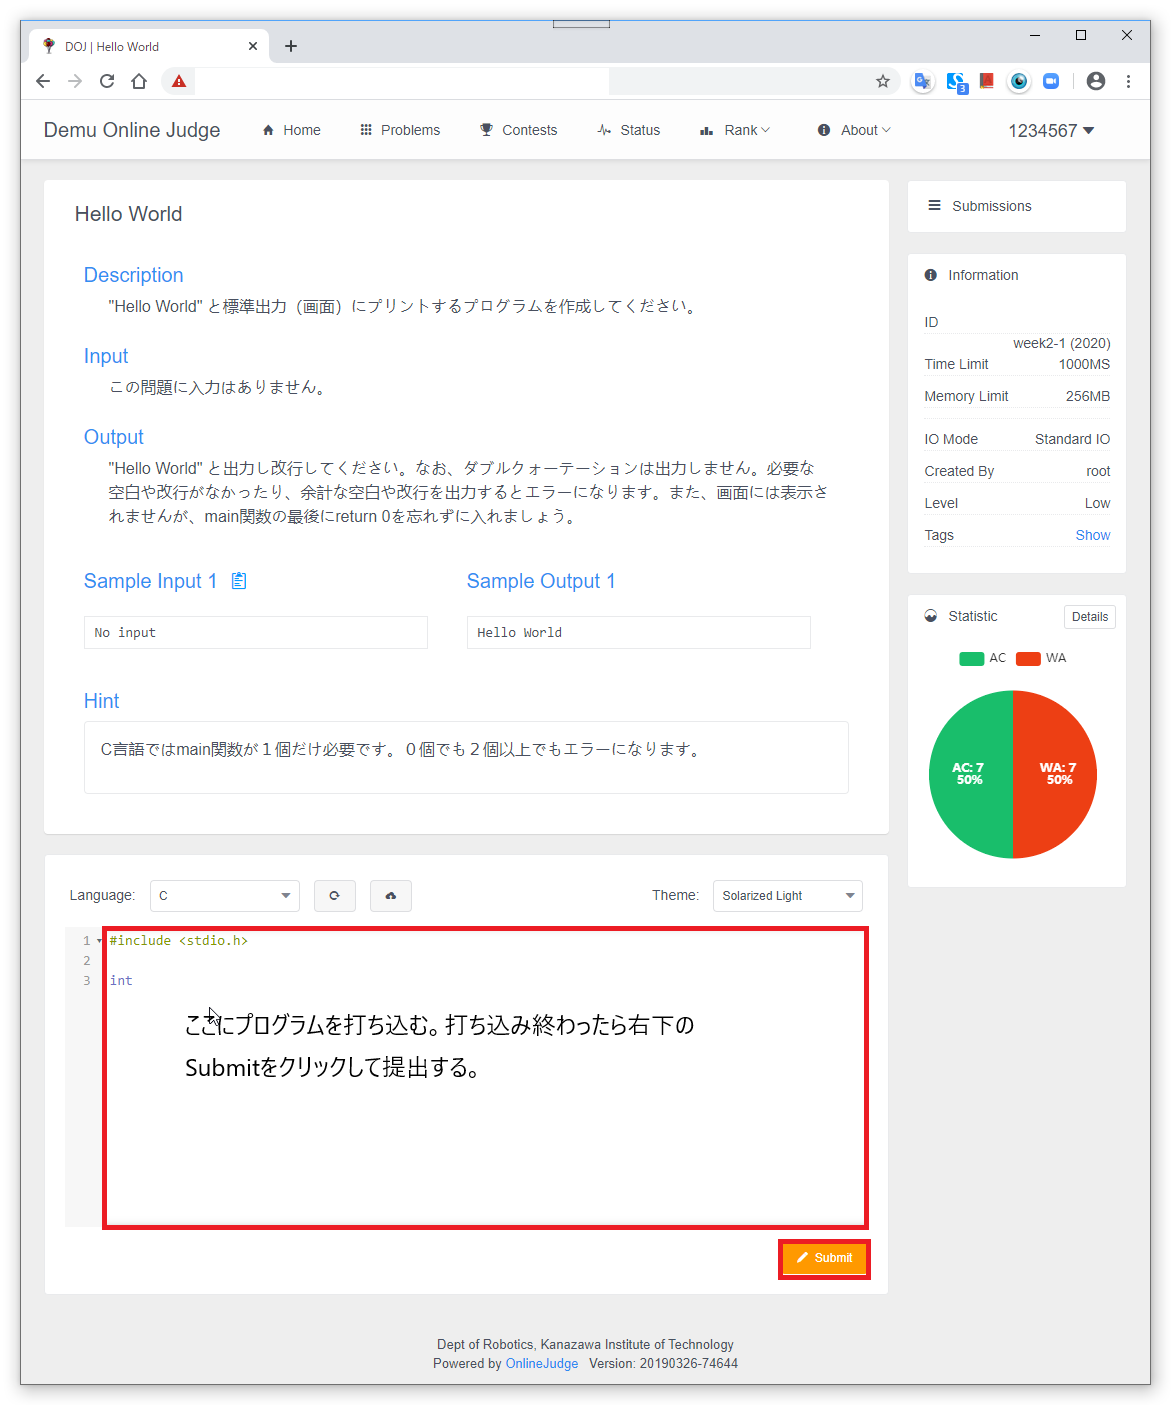 DOJ | Hello World
3
Demu Online Judge
Home
Problems
Contests
Status
Rank
About
1234567
Hello World
Description
"Hello World" と標準出力（画面）にプリントするプログラムを作成してください。
Input
この問題に入力はありません。
Output
"Hello World" と出力し改行してください。なお、ダブルクォーテーションは出力しません。必要な
空白や改行がなかったり、余計な空白や改行を出力するとエラーになります。また、画面には表示さ
れませんが、main関数の最後にreturn 0を忘れずに入れましょう。
Sample Input 1
Sample Output 1
No input
Hello World
Hint
C言語ではmain関数が１個だけ必要です。０個でも２個以上でもエラーになります。
Submissions
Information
ID
week2-1 (2020)
Time Limit 1000MS
Memory Limit 256MB
IO Mode Standard IO
Created By root
Level Low
Tags Show
Statistic
Details
AC WA
AC: 7
50%
WA: 7
50%
Language: C
Theme: Solarized Light
1 #include <stdio.h>
2
3 int
ここにプログラムを打ち込む。打ち込み終わったら右下の
Submitをクリックして提出する。
Submit
Dept of Robotics, Kanazawa Institute of Technology
Powered by OnlineJudge Version: 20190326-74644